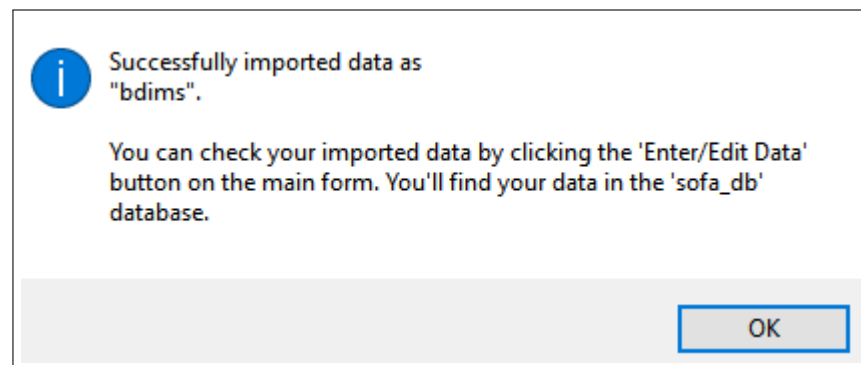 Successfully imported data as
"bdims".
You can check your imported data by clicking the 'Enter/Edit Data'
button on the main form. You'll find your data in the 'sofa_db'
database.
OK